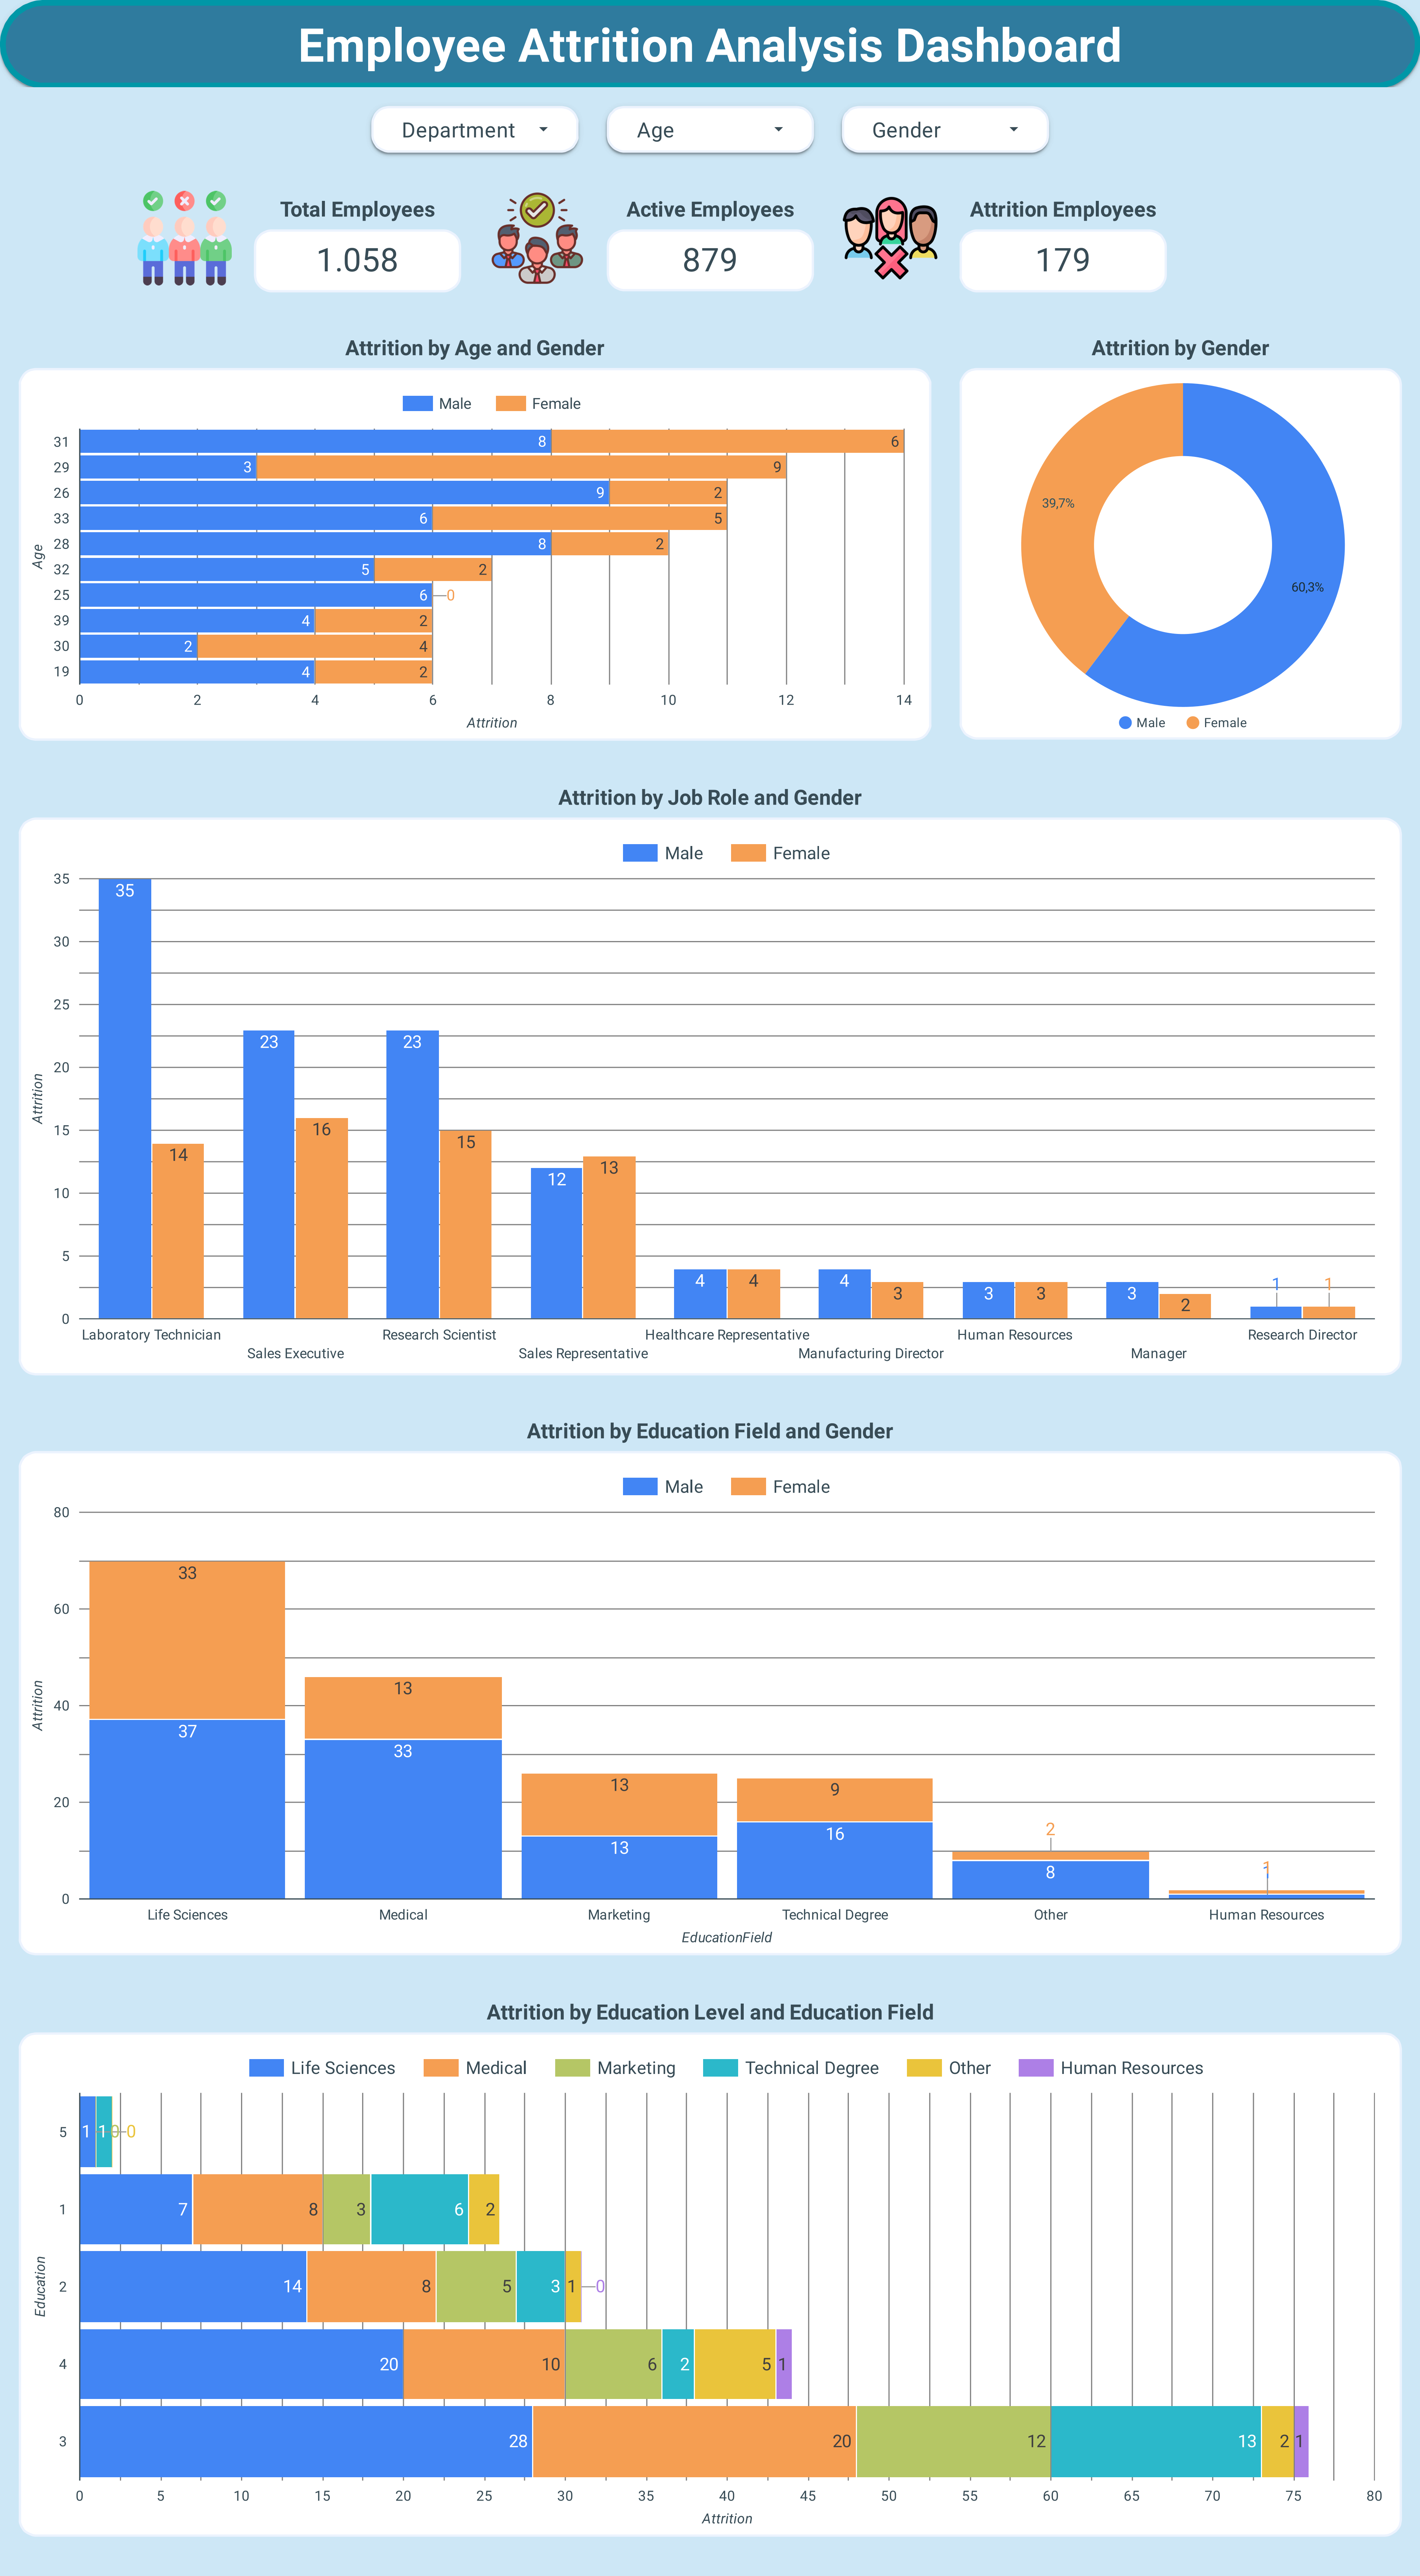 Employee Attrition Analysis Dashboard
Department Age Gender
Total Employees Active Employees Attrition Employees
1.058 879 179
Attrition by Age and Gender
Male Female
31 8 6
29 3 9
26 9 2
33 6 5
28 8 2
32 5 2
25 6 0
39 4 2
30 2 4
19 4 2
Age
0 2 4 6 8 10 12 14
Attrition
Attrition by Gender
39,7%
60,3%
Male Female
Attrition by Job Role and Gender
Male Female
35
30
25
20
15
10
5
0
Attrition
35 14 23 16 23 15 12 13 4 4 4 3 3 3 3 2 1 1
Laboratory Technician Research Scientist Healthcare Representative Human Resources Research Director
Sales Executive Sales Representative Manufacturing Director Manager
Attrition by Education Field and Gender
Male Female
80
60
40
20
0
Attrition
33 13 13 9 2 1
37 33 13 16 8 1
Life Sciences Medical Marketing Technical Degree Other Human Resources
EducationField
Attrition by Education Level and Education Field
Life Sciences Medical Marketing Technical Degree Other Human Resources
5 1 1 0 0
1 7 8 3 6 2
2 14 8 5 3 1 0
4 20 10 6 2 5 1
3 28 20 12 13 2 1
Education
0 5 10 15 20 25 30 35 40 45 50 55 60 65 70 75 80
Attrition